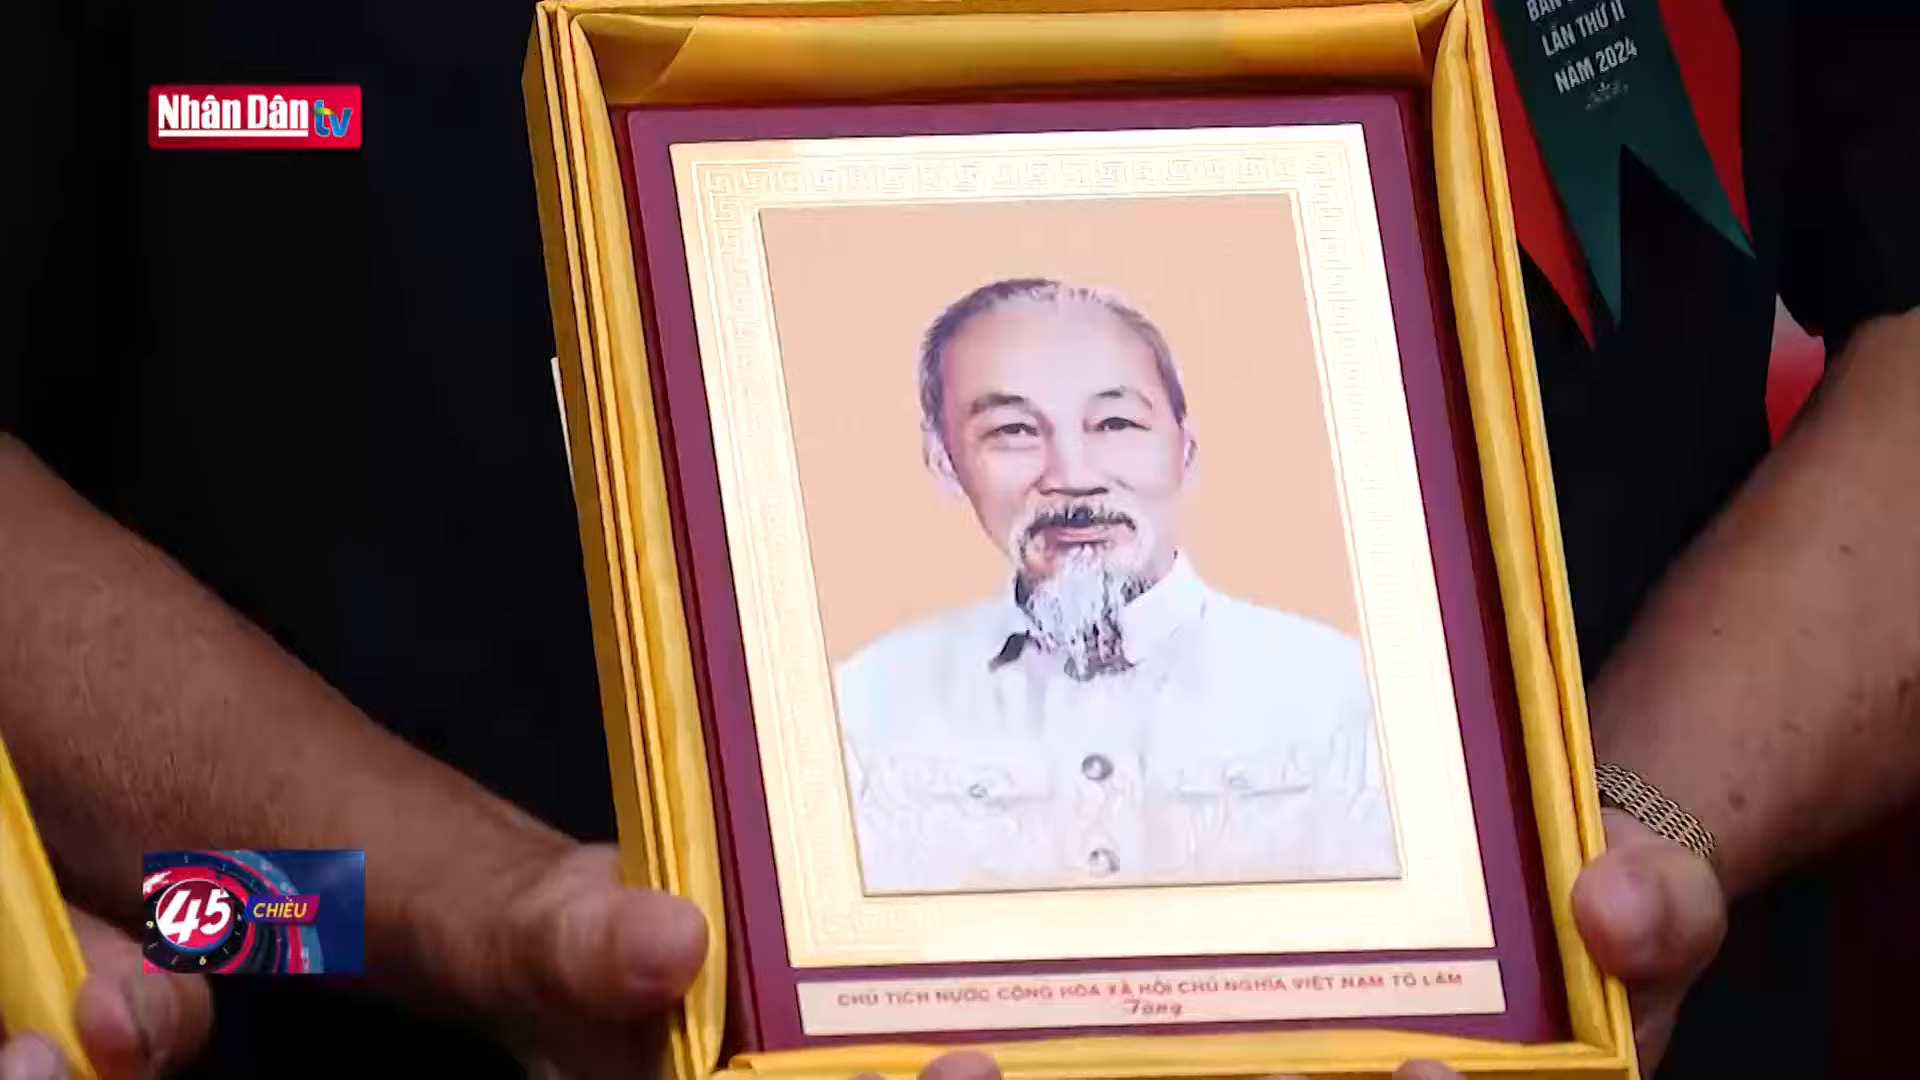 Nhân Dân tv
LẦN THỨ II
NĂM 2024
45
CHIỀU
CHỦ TỊCH NƯỚC CỘNG HÒA XÃ HỘI CHỦ NGHĨA VIỆT NAM TÔ LÂM
Tặng